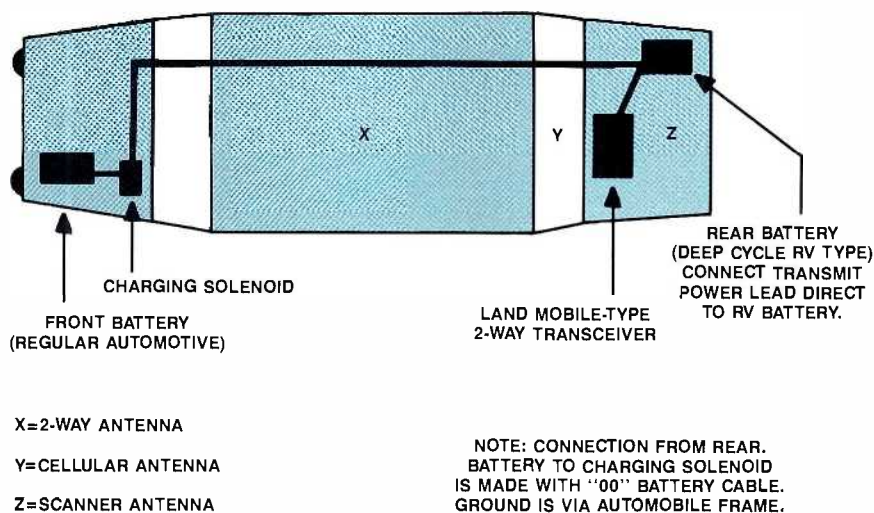 X
Y
Z
CHARGING SOLENOID
FRONT BATTERY
(REGULAR AUTOMOTIVE)
LAND MOBILE-TYPE
2-WAY TRANSCEIVER
REAR BATTERY
(DEEP CYCLE RV TYPE)
CONNECT TRANSMIT
POWER LEAD DIRECT
TO RV BATTERY.
X=2-WAY ANTENNA
Y=CELLULAR ANTENNA
Z=SCANNER ANTENNA
NOTE: CONNECTION FROM REAR.
BATTERY TO CHARGING SOLENOID
IS MADE WITH "00" BATTERY CABLE.
GROUND IS VIA AUTOMOBILE FRAME.